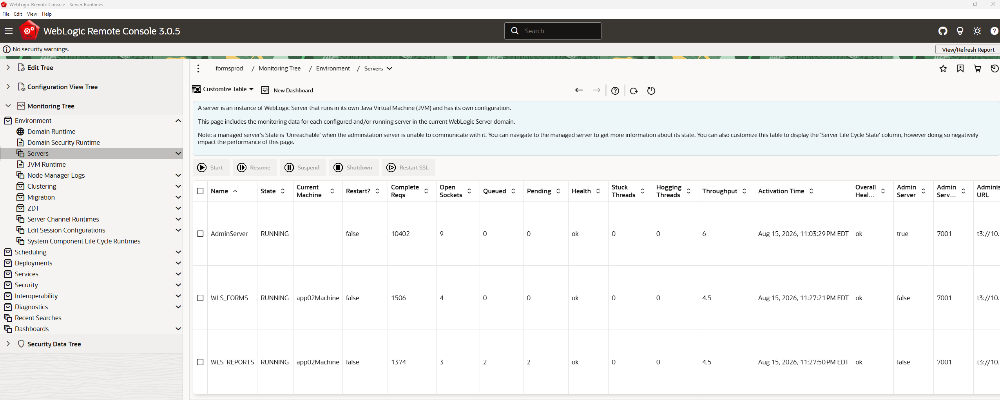 WebLogic Remote Console - Server Runtimes
File Edit View Help
WebLogic Remote Console 3.0.5
Search
No security warnings.
View/Refresh Report
Edit Tree
Configuration View Tree
Monitoring Tree
Environment
Domain Runtime
Domain Security Runtime
Servers
JVM Runtime
Node Manager Logs
Clustering
Migration
ZDT
Server Channel Runtimes
Edit Session Configurations
System Component Life Cycle Runtimes
Scheduling
Deployments
Services
Security
Interoperability
Diagnostics
Recent Searches
Dashboards
Security Data Tree
formsprod / Monitoring Tree / Environment / Servers
Customize Table New Dashboard
A server is an instance of WebLogic Server that runs in its own Java Virtual Machine (JVM) and has its own configuration.
This page includes the monitoring data for each configured and/or running server in the current WebLogic Server domain.
Note: a managed server's State is 'Unreachable' when the adminstation server is unable to communicate with it. You can navigate to the managed server to get more information about its state. You can also customize this table to display the 'Server Life Cycle State' column, however doing so negatively
impact the performance of this page.
Start Resume Suspend Shutdown Restart SSL
Name State Current Machine Restart? Complete Reqs Open Sockets Queued Pending Health Stuck Threads Hogging Threads Throughput Activation Time Overall Heal... Admin Server Admin Serv... Adminis URL
AdminServer RUNNING false 10402 9 0 0 ok 0 0 6 Aug 15, 2026, 11:03:29 PM EDT ok true 7001 t3://10.
WLS_FORMS RUNNING app02Machine false 1506 4 0 0 ok 0 0 4.5 Aug 15, 2026, 11:27:21 PM EDT ok false 7001 t3://10.
WLS_REPORTS RUNNING app02Machine false 1374 3 2 2 ok 0 0 4.5 Aug 15, 2026, 11:27:50 PM EDT ok false 7001 t3://10.